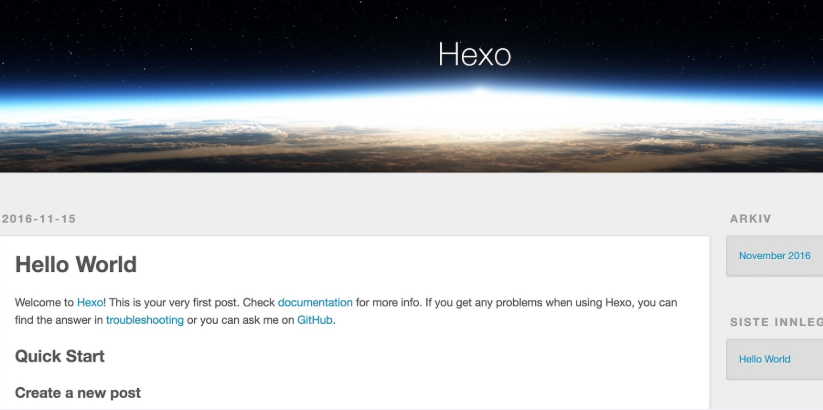 Hexo
2016-11-15
Hello World
Welcome to Hexo! This is your very first post. Check documentation for more info. If you get any problems when using Hexo, you can
find the answer in troubleshooting or you can ask me on GitHub.
Quick Start
Create a new post
ARKIV
November 2016
SISTE INNLEG
Hello World